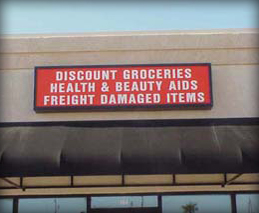 DISCOUNT GROCERIES
HEALTH & BEAUTY AIDS
FREIGHT DAMAGED ITEMS